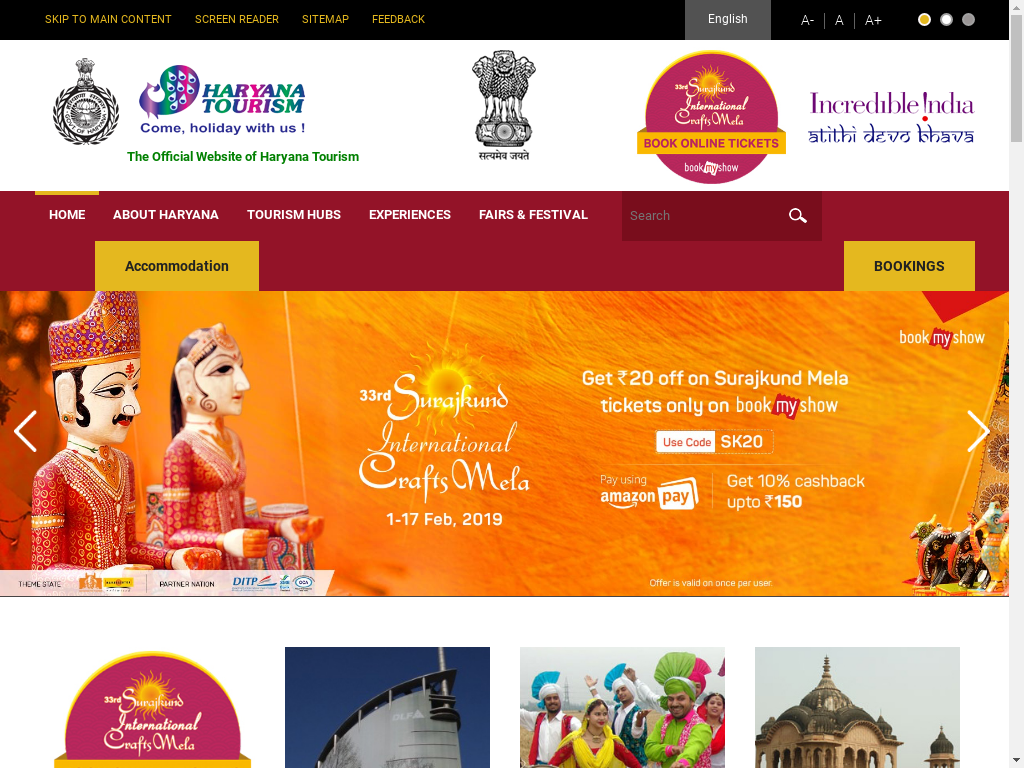 SKIP TO MAIN CONTENT
SCREEN READER
SITEMAP
FEEDBACK
English
A-
A
A+
HARYANA
TOURISM
Come, holiday with us !
The Official Website of Haryana Tourism
सत्यमेव जयते
33rd Surajkund
International
Crafts Mela
BOOK ONLINE TICKETS
book my show
Incredible !ndia
atithi devo bhava
HOME
ABOUT HARYANA
TOURISM HUBS
EXPERIENCES
FAIRS & FESTIVAL
Search
Accommodation
BOOKINGS
book my show
33rd Surajkund
International
Crafts Mela
1-17 Feb, 2019
Get ₹20 off on Surajkund Mela
tickets only on book my show
Use Code SK20
Pay using
amazon pay
Get 10% cashback
upto ₹150
THEME STATE
PARTNER NATION
DITP
Offer is valid on once per user.
33rd Surajkund
International
Crafts Mela
DLF